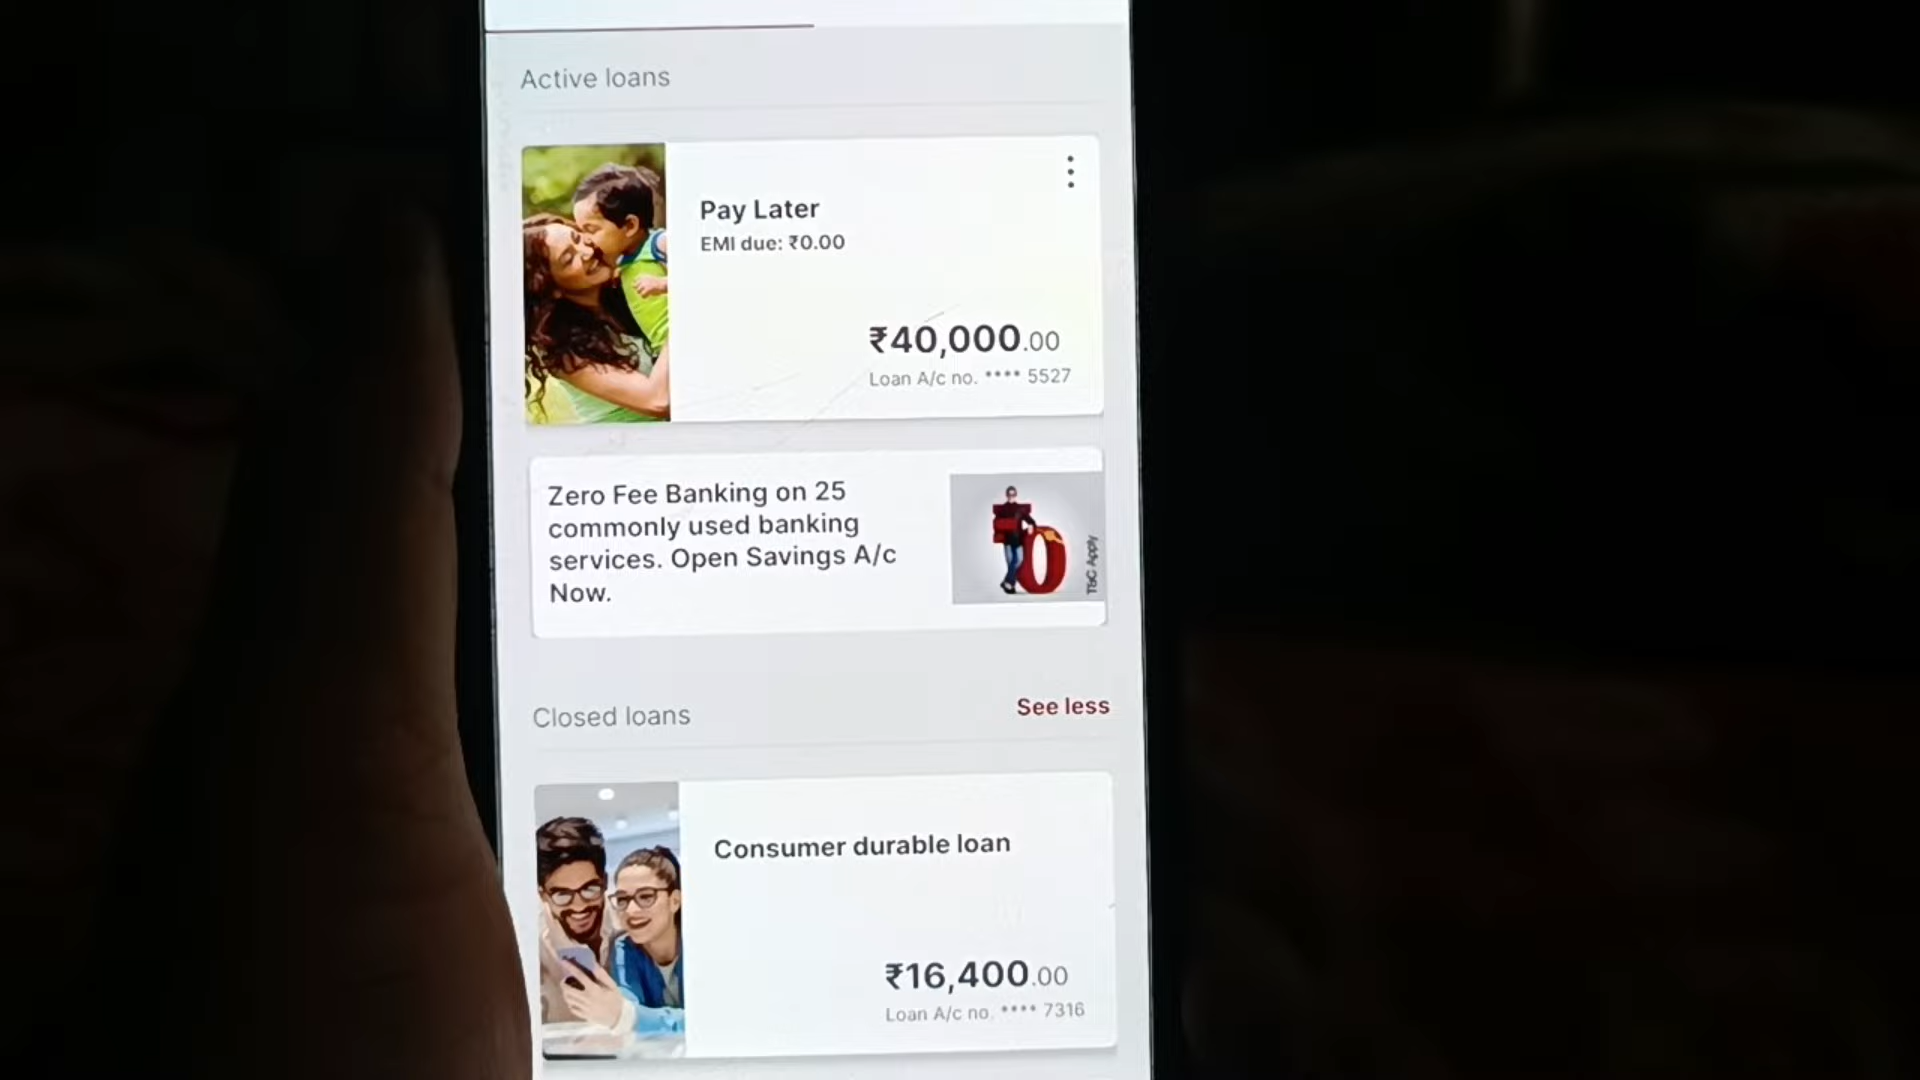 Active loans
Pay Later
EMI due: ₹0.00
₹40,000.00
Loan A/c no. **** 5527
Zero Fee Banking on 25
commonly used banking
services. Open Savings A/c
Now.
T&C Apply
Closed loans
See less
Consumer durable loan
₹16,400.00
Loan A/c no. **** 7316